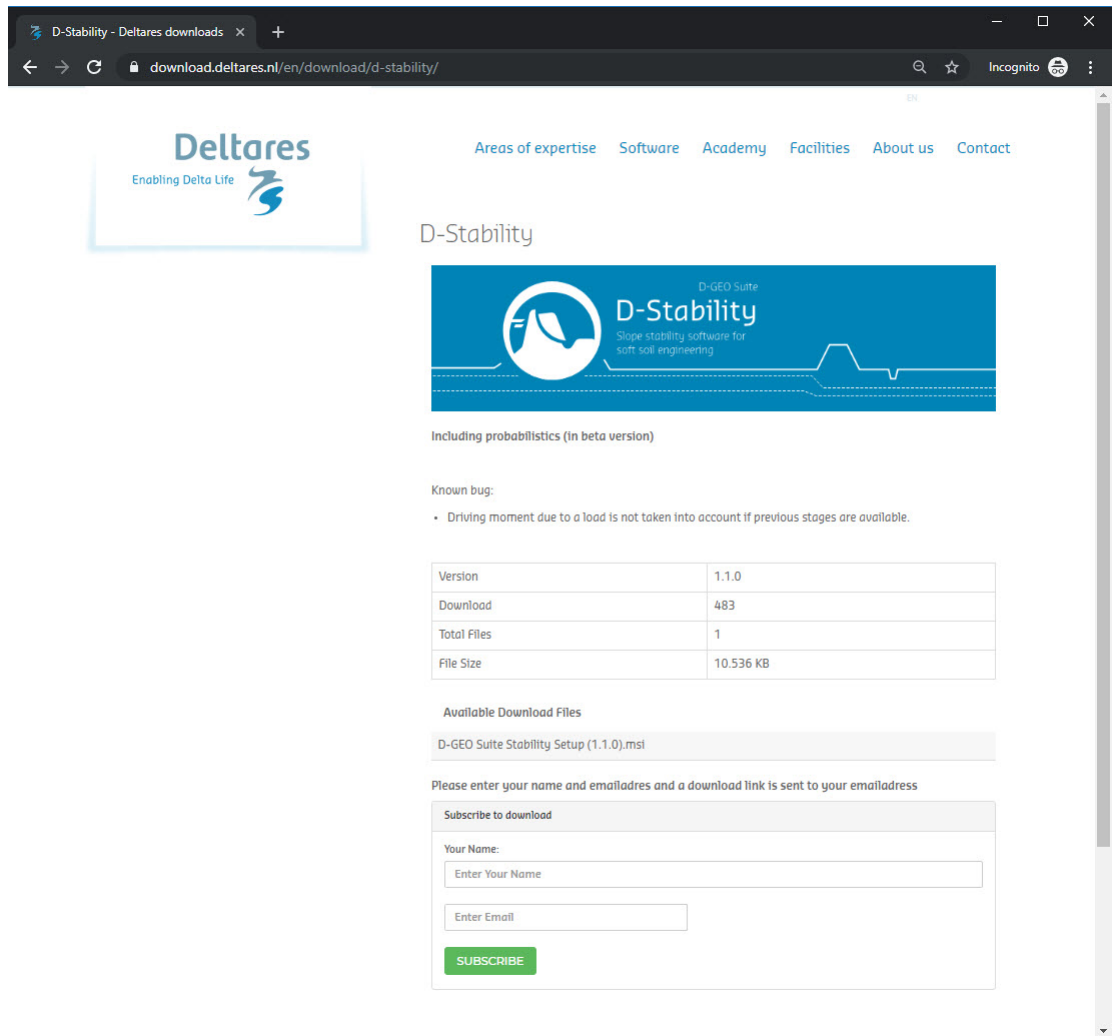 D-Stability - Deltares downloads
download.deltares.nl/en/download/d-stability/
Incognito
EN
Deltares
Enabling Delta Life
Areas of expertise Software Academy Facilities About us Contact
D-Stability
D-GEO Suite
D-Stability
Slope stability software for
soft soil engineering
Including probabilistics (in beta version)
Known bug:
• Driving moment due to a load is not taken into account if previous stages are available.
Version 1.1.0
Download 483
Total Files 1
File Size 10.536 KB
Available Download Files
D-GEO Suite Stability Setup (1.1.0).msi
Please enter your name and emailadres and a download link is sent to your emailadress
Subscribe to download
Your Name:
Enter Your Name
Enter Email
SUBSCRIBE